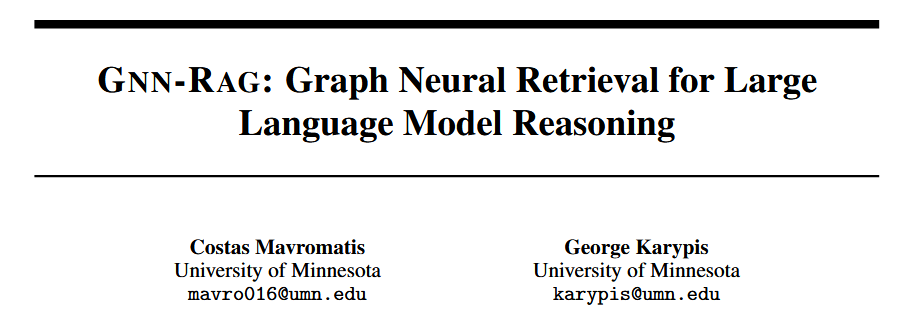 GNN-RAG: Graph Neural Retrieval for Large
Language Model Reasoning
Costas Mavromatis
University of Minnesota
mavro016@umn.edu
George Karypis
University of Minnesota
karypis@umn.edu